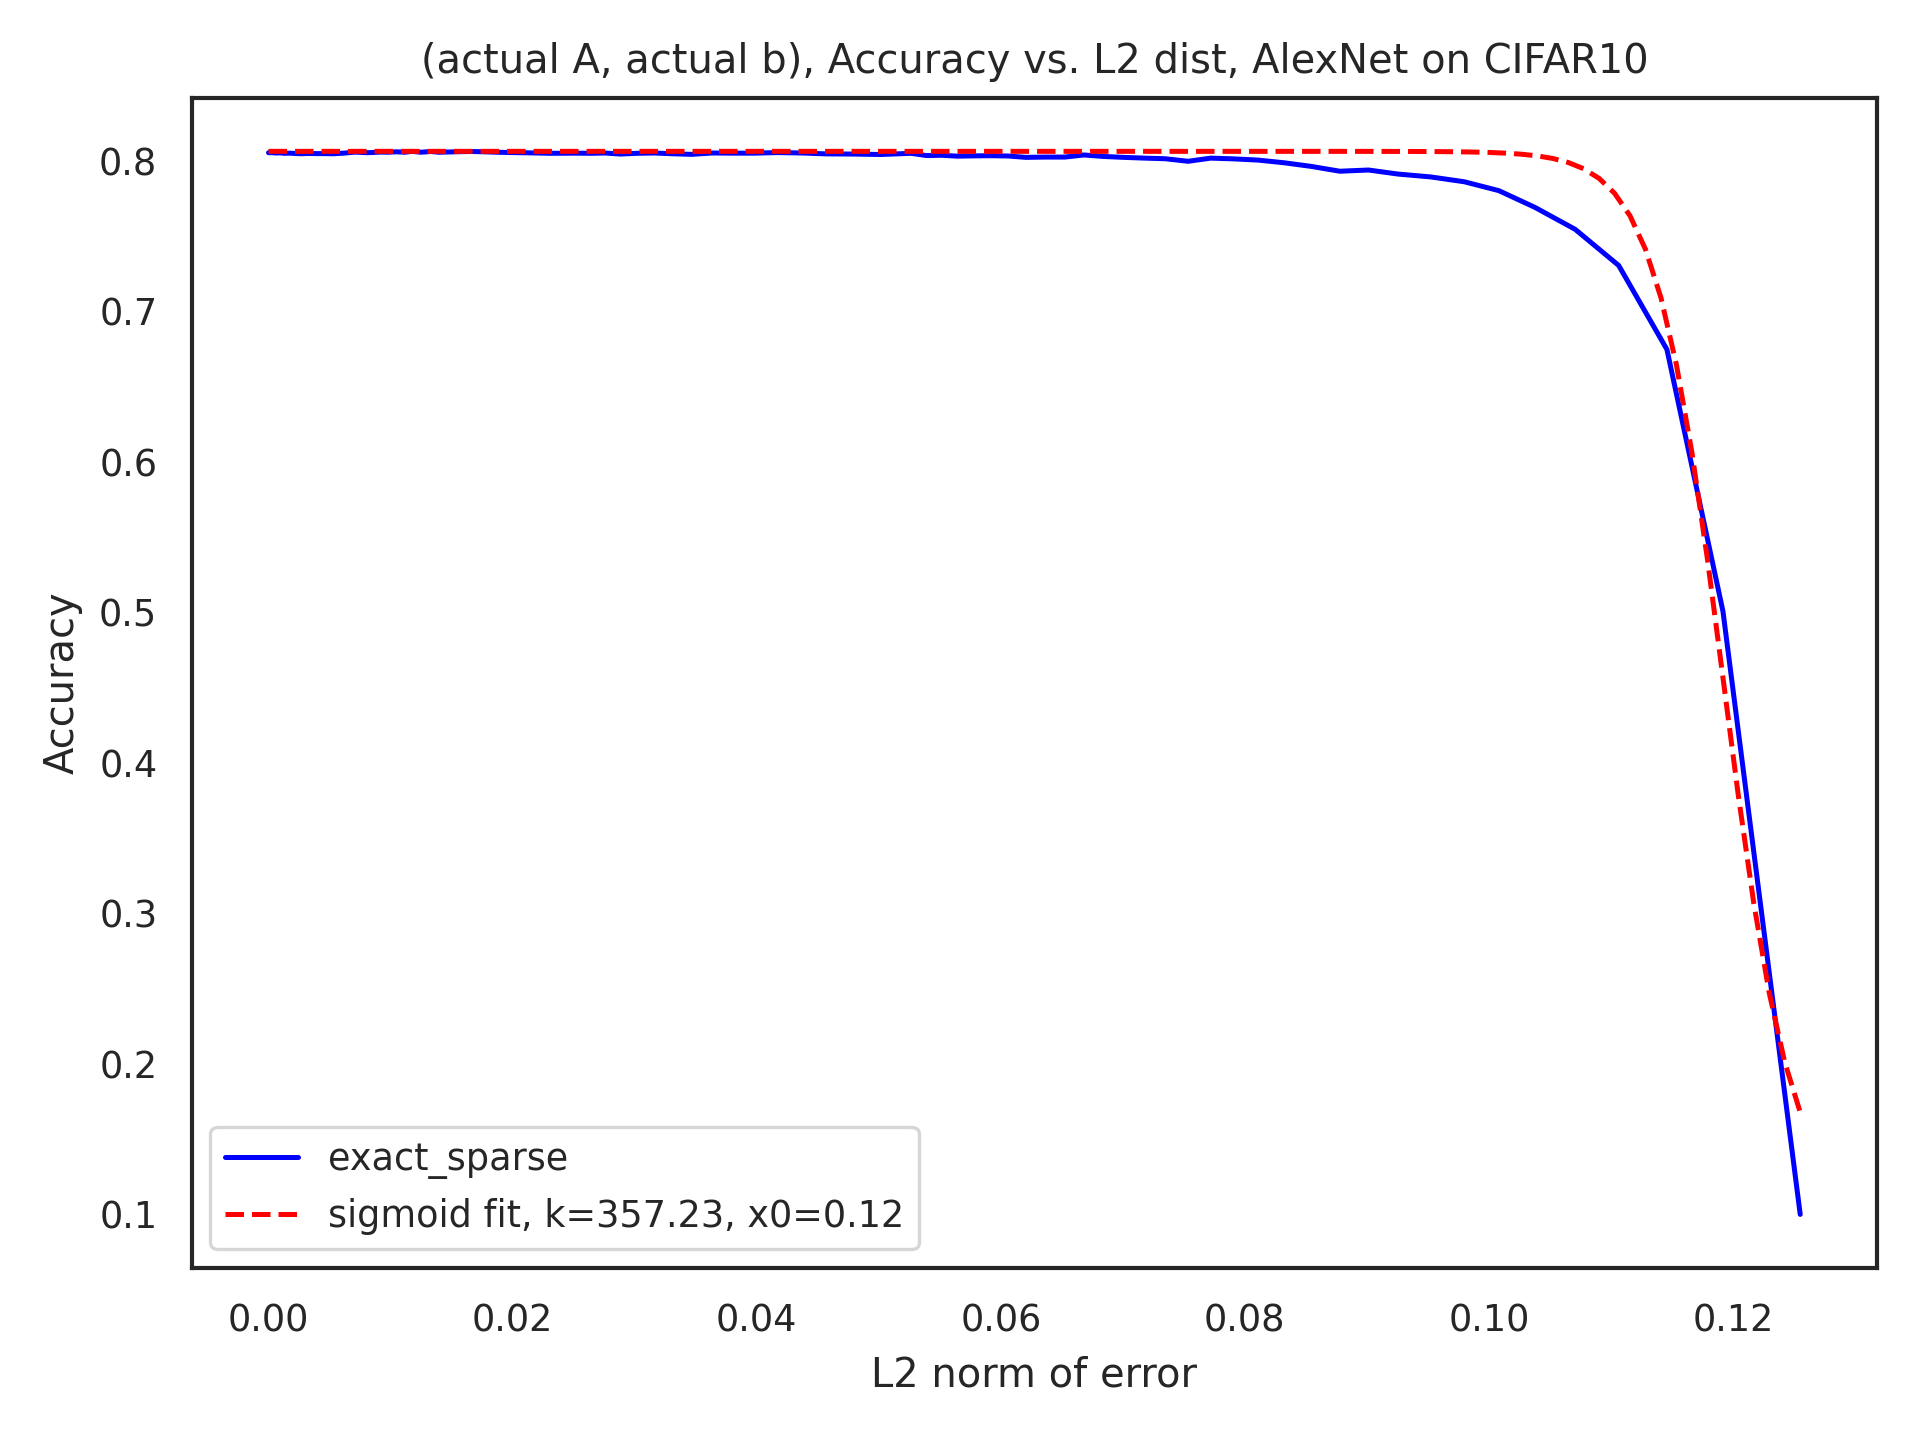 (actual A, actual b), Accuracy vs. L2 dist, AlexNet on CIFAR10
0.8
0.7
0.6
0.5
0.4
0.3
0.2
0.1
Accuracy
exact_sparse
sigmoid fit, k=357.23, x0=0.12
0.00 0.02 0.04 0.06 0.08 0.10 0.12
L2 norm of error